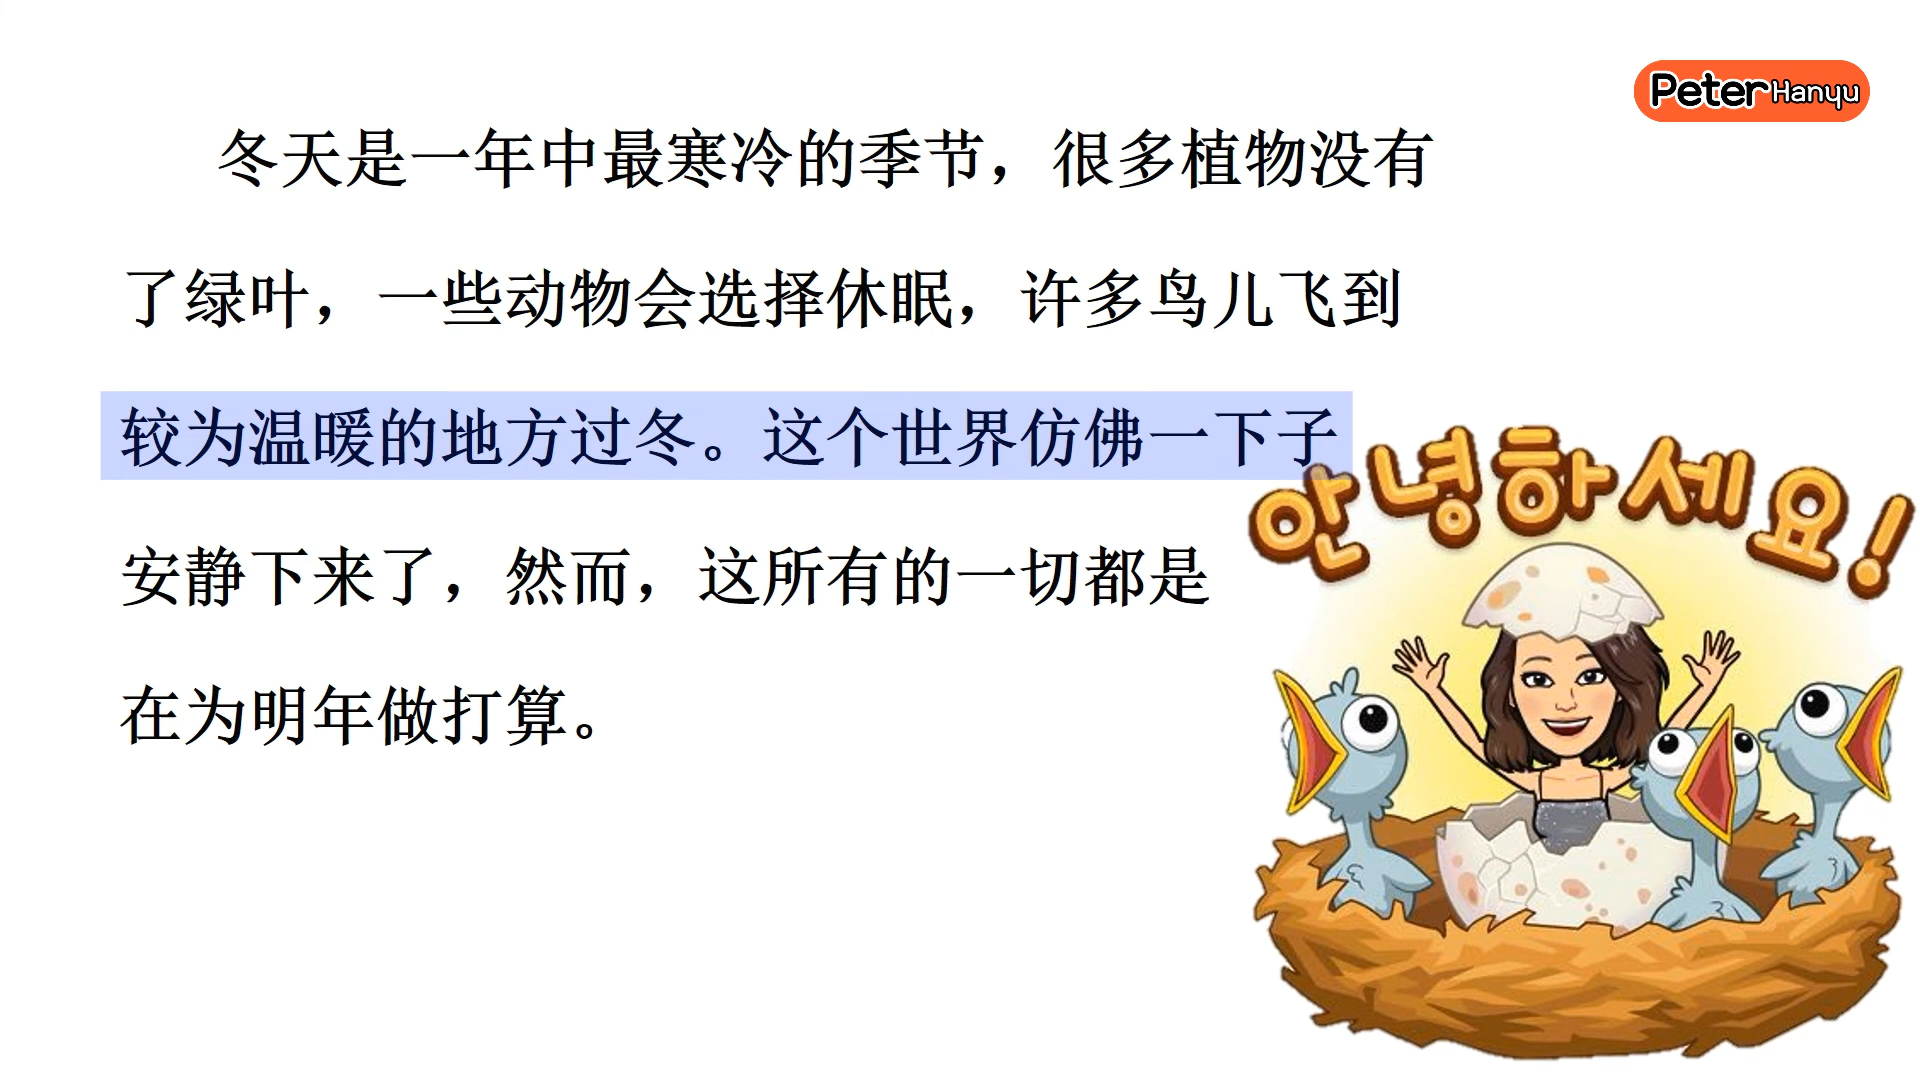 Peter Hanyu
冬天是一年中最寒冷的季节，很多植物没有
了绿叶，一些动物会选择休眠，许多鸟儿飞到
较为温暖的地方过冬。这个世界仿佛一下子
安静下来了，然而，这所有的一切都是
在为明年做打算。
안녕하세요!